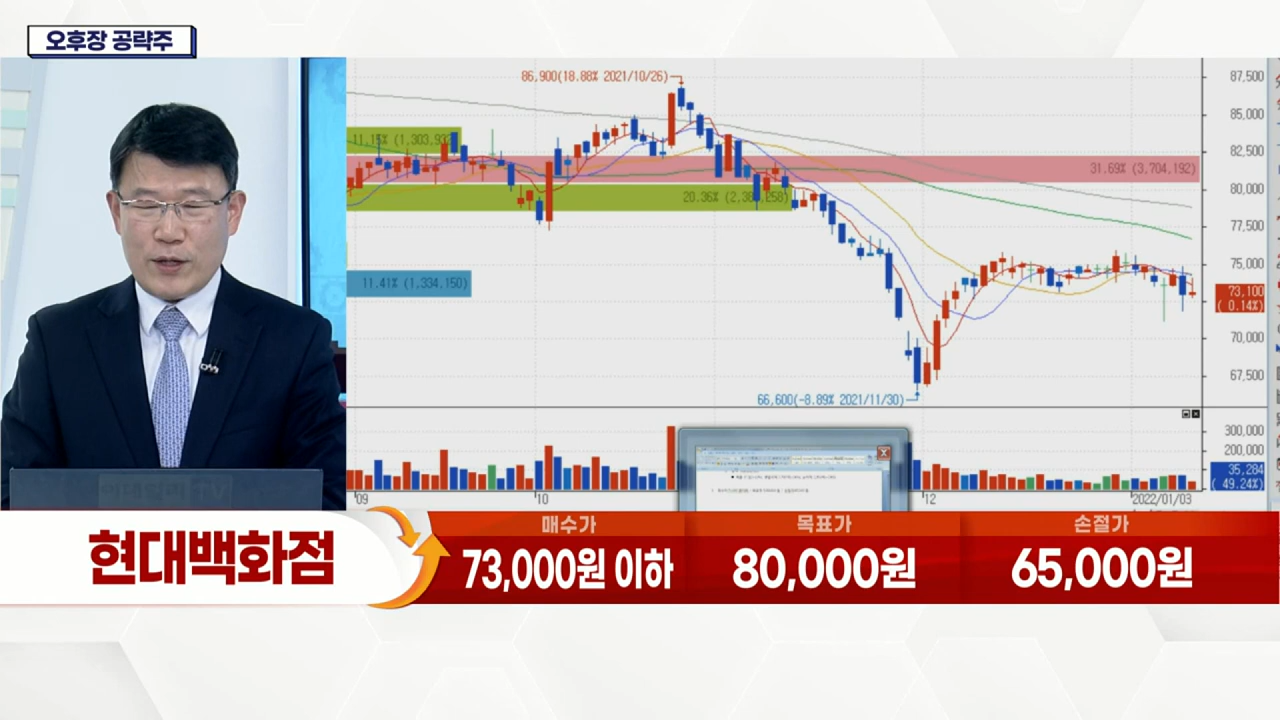 오후장 공략주
86,900(18.88% 2021/10/26)
87,500
85,000
82,500
80,000
77,500
75,000
73,100
( 0.14%)
70,000
67,500
31.69% (3,704,192)
11.41% (1,334,150)
66,600(-8.89% 2021/11/30)
300,000
200,000
35,284
( 49.24%)
09
10
12
2022/01/03
현대백화점
매수가
목표가
손절가
73,000원 이하
80,000원
65,000원